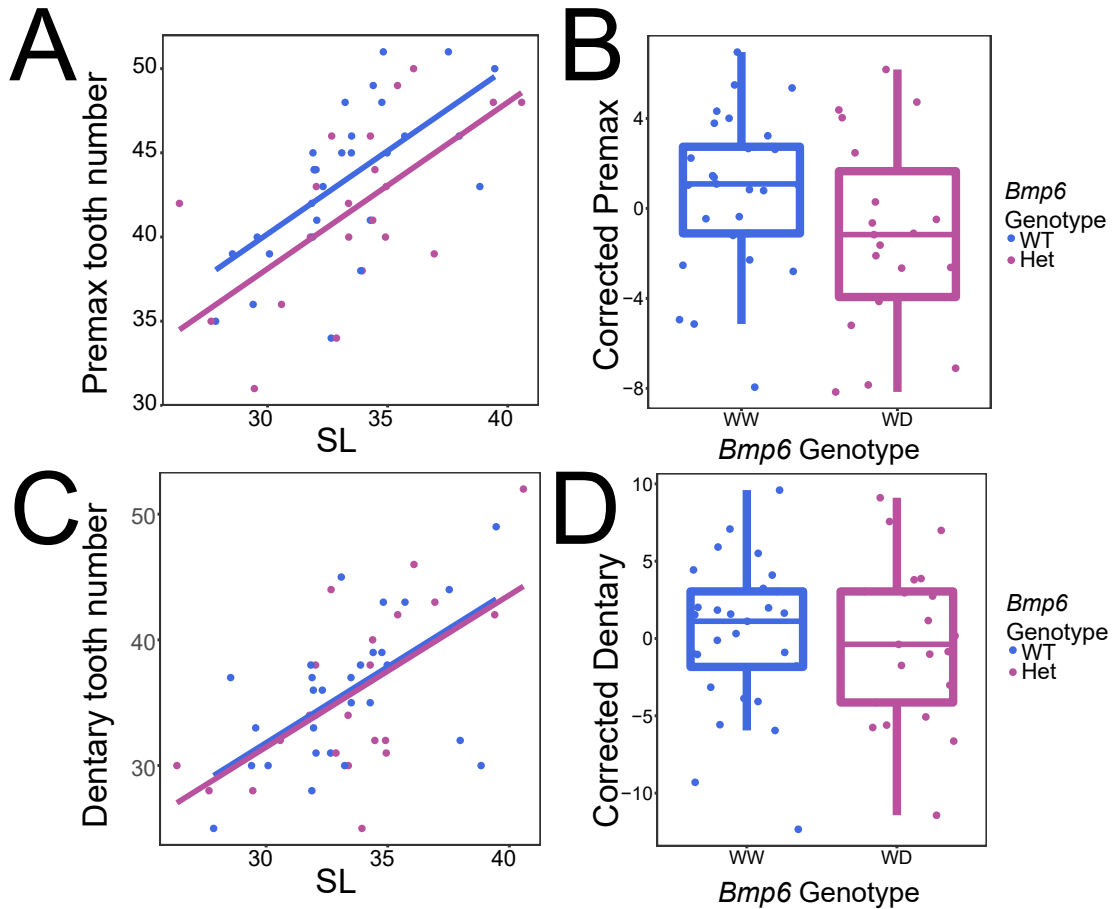 A
Premax tooth number
50
45
40
35
30
30
35
40
SL
B
Corrected Premax
4
0
−4
−8
WW
WD
Bmp6 Genotype
Bmp6
Genotype
WT
Het
C
Dentary tooth number
50
40
30
30
35
40
SL
D
Corrected Dentary
10
5
0
−5
−10
WW
WD
Bmp6 Genotype
Bmp6
Genotype
WT
Het